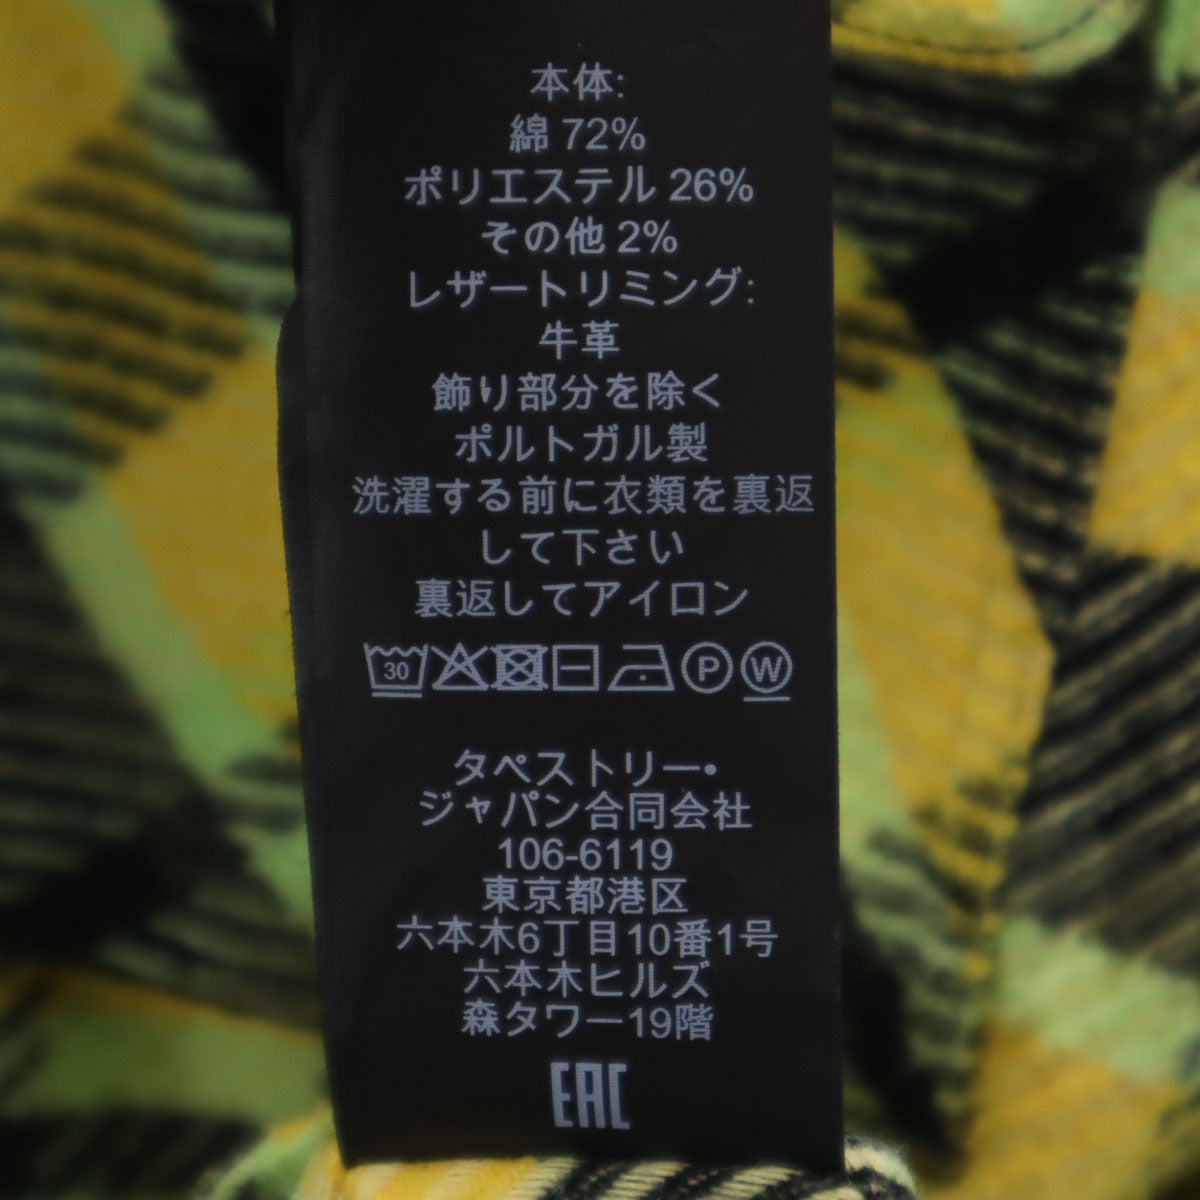 本体:
綿 72%
ポリエステル 26%
その他 2%
レザートリミング:
牛革
飾り部分を除く
ポルトガル製
洗濯する前に衣類を裏返
して下さい
裏返してアイロン
30 P W
タペストリー•
ジャパン合同会社
106-6119
東京都港区
六本木6丁目10番1号
六本木ヒルズ
森タワー19階
EAC